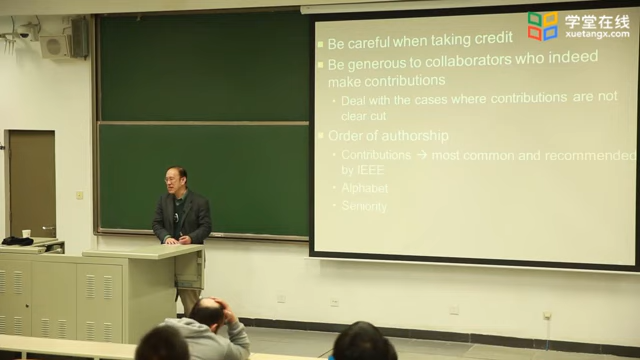 学堂在线
xuetangx.com
Be careful when taking credit
Be generous to collaborators who indeed
make contributions
Deal with the cases where contributions are not
clear cut
Order of authorship
Contributions → most common and recommended
by IEEE
Alphabet
Seniority